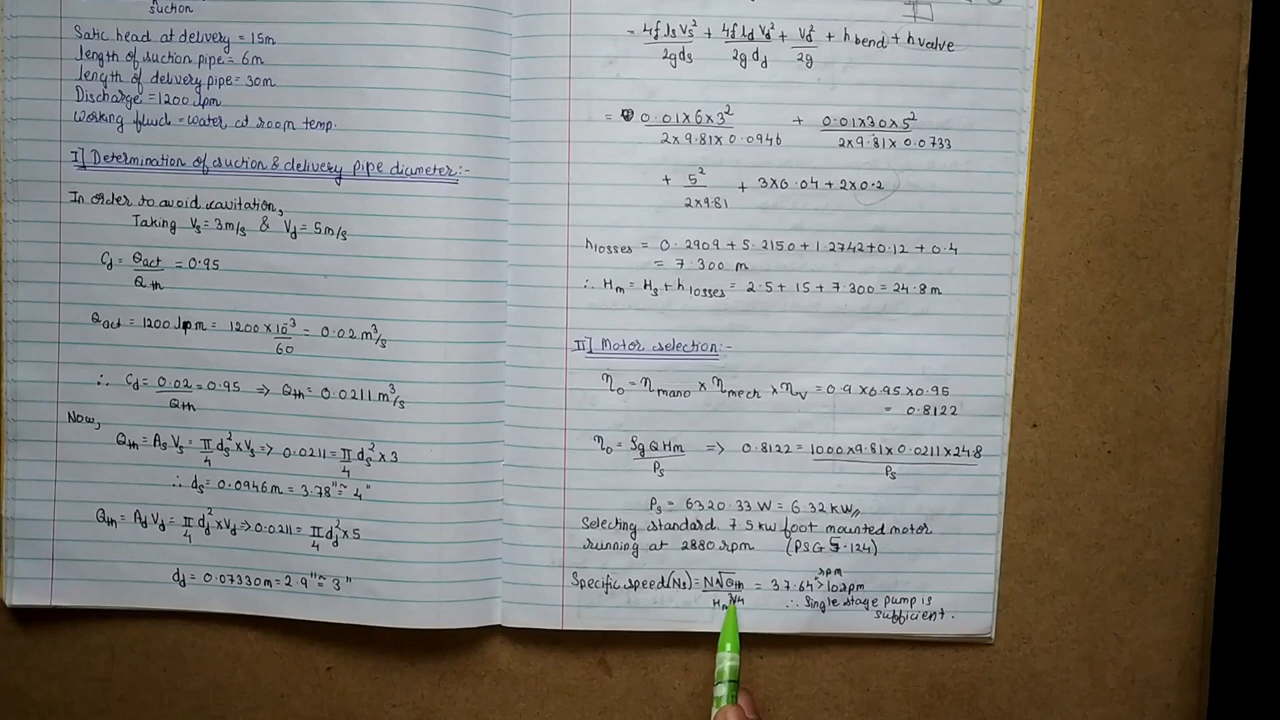 suction
Satic head at delivery = 15m
length of suction pipe = 6m
length of delivery pipe = 30m
Discharge = 1200 lpm
Working fluid = water at room temp.
I] Determination of suction & delivery pipe diameter:-
In order to avoid cavitation,
Taking Vs = 3m/s & Vd = 5m/s
Cd = Qact/Qth = 0.95
Qact = 1200 lpm = 1200 × 10⁻³/60 = 0.02 m³/s
∴ Cd = 0.02/Qth = 0.95 ⇒ Qth = 0.0211 m³/s
Now,
Qth = As Vs = π/4 ds² × Vs ⇒ 0.0211 = π/4 ds² × 3
∴ ds = 0.0946m = 3.78" ≈ 4"
Qth = Ad Vd = π/4 dd² × Vd ⇒ 0.0211 = π/4 dd² × 5
dd = 0.07330m = 2.9" ≈ 3"
= 4f ls Vs²/2g ds + 4f ld Vd²/2g dd + Vd²/2g + h bend + h valve
= 0.01×6×3²/2×9.81×0.0946 + 0.01×30×5²/2×9.81×0.0733
+ 5²/2×9.81 + 3×0.04 + 2×0.2
hlosses = 0.2909 + 5.2150 + 1.2742 + 0.12 + 0.4
= 7.300 m
∴ Hm = Hs + hlosses = 2.5 + 15 + 7.300 = 24.8 m
II] Motor selection:-
ηo = ηmano × ηmech × ηv = 0.9 × 0.95 × 0.95
= 0.8122
ηo = ρg Q Hm/Ps ⇒ 0.8122 = 1000×9.81×0.0211×24.8/Ps
Ps = 6320.33 W = 6.32 kW
Selecting standard 7.5 kw foot mounted motor
running at 2880 rpm (PSG 5.124)
Specific speed (Ns) = N√Qth/Hm^3/4 = 37.64 rpm > 10 rpm
∴ Single stage pump is
sufficient.